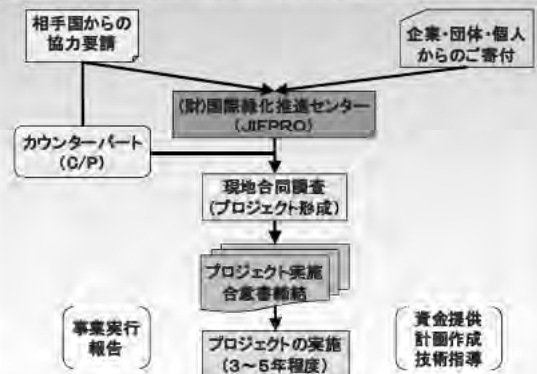 相手国からの
協力要請
企業・団体・個人
からのご寄付
(財)国際緑化推進センター
(JIFPRO)
カウンターパート
(C/P)
現地合同調査
(プロジェクト形成)
プロジェクト実施
合意書締結
事業実行
報告
プロジェクトの実施
(3～5年程度)
資金提供
計画作成
技術指導